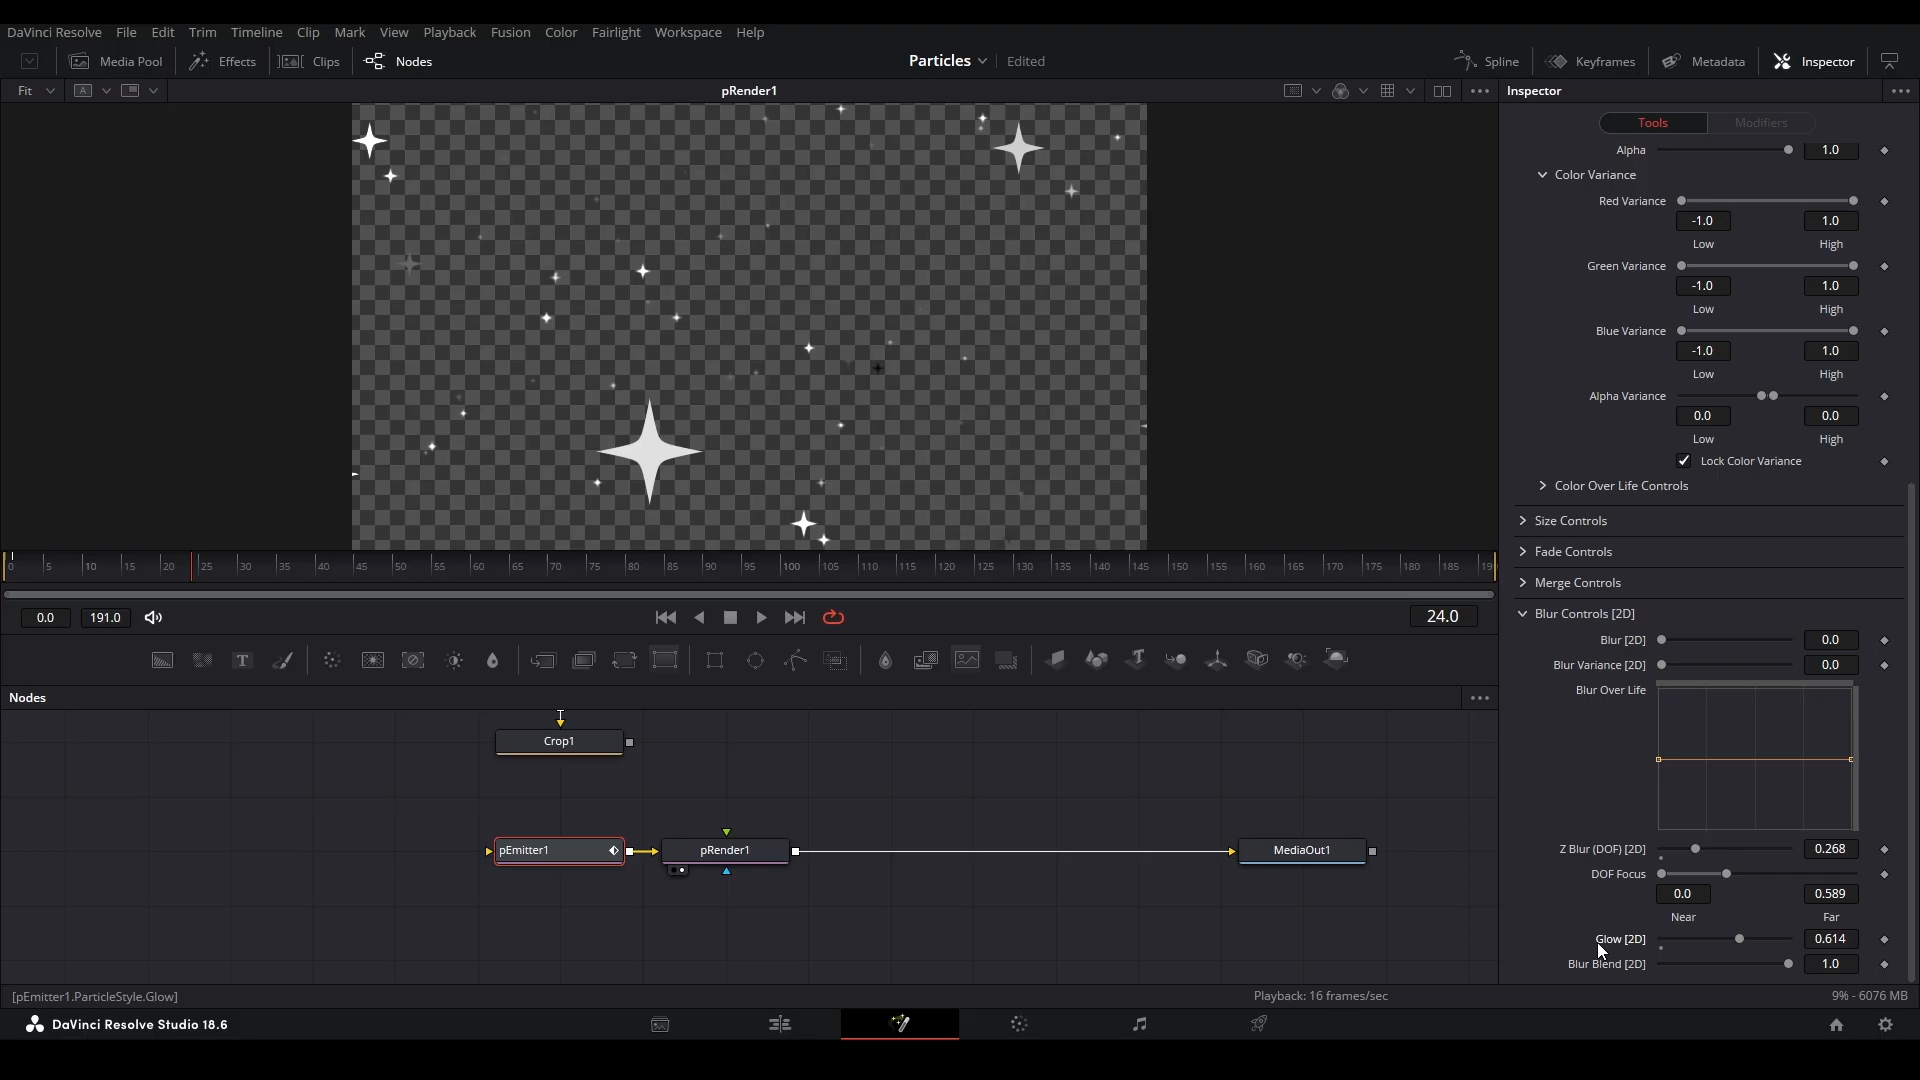 DaVinci Resolve File Edit Trim Timeline Clip Mark View Playback Fusion Color Fairlight Workspace Help
Media Pool Effects Clips Nodes Particles Edited Spline Keyframes Metadata Inspector
Fit A pRender1 Inspector
Tools Modifiers
Alpha 1.0
Color Variance
Red Variance
-1.0 1.0
Low High
Green Variance
-1.0 1.0
Low High
Blue Variance
-1.0 1.0
Low High
Alpha Variance
0.0 0.0
Low High
Lock Color Variance
Color Over Life Controls
Size Controls
Fade Controls
Merge Controls
Blur Controls [2D]
Blur [2D] 0.0
Blur Variance [2D] 0.0
Blur Over Life
Z Blur (DOF) [2D] 0.268
DOF Focus
0.0 0.589
Near Far
Glow [2D] 0.614
Blur Blend [2D] 1.0
0 5 10 15 20 25 30 35 40 45 50 55 60 65 70 75 80 85 90 95 100 105 110 115 120 125 130 135 140 145 150 155 160 165 170 175 180 185 19
0.0 191.0 24.0
T
Nodes
Crop1
pEmitter1 pRender1 MediaOut1
[pEmitter1.ParticleStyle.Glow] Playback: 16 frames/sec 9% - 6076 MB
DaVinci Resolve Studio 18.6